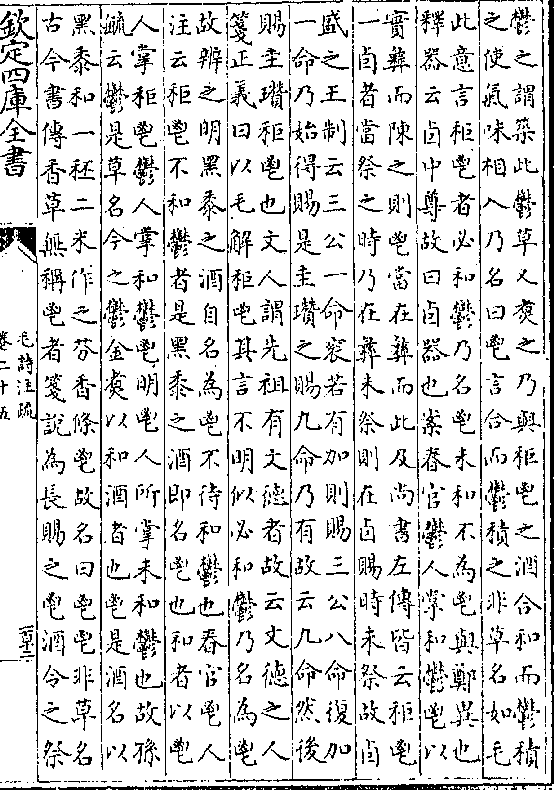 鬱之謂築此鬱草又煑之乃與秬鬯之酒合和而鬱積
之使氣味相入乃名曰鬯言合而鬱積之非草名如毛
此意言秬鬯者必和鬱乃名鬯未和不為鬯與鄭異也
釋器云卣中尊故曰卣器也案春官鬱人掌和鬱鬯以
實彝而陳之則鬯當在彝而此及尚書左傳皆云秬鬯
一卣者當祭之時乃在彝未祭則在卣賜時未祭故卣
盛之王制云三公一命衮若有加則賜三公八命復加
一命乃始得賜是圭瓚之賜九命乃有故云九命然後
賜圭瓚秬鬯也文人謂先祖有文徳者故云文徳之人
箋正義曰以毛解秬鬯其言不明似必和鬱乃名為鬯
故辨之明黑黍之酒自名為鬯不待和鬱也春官鬯人
注云秬鬯不和鬱者是黑黍之酒即名鬯也和者以鬯
人掌秬鬯鬱人掌和鬱鬯明鬯人所掌未和鬱也故孫
毓云鬱是草名今之鬱金煑以和酒者也鬯是酒名以
黑黍和一秠二米作之芬香條鬯故名曰鬯鬯非草名
古今書傳香草無稱鬯者箋説為長賜之鬯酒令之祭
欽定四庫全書
毛詩注疏
卷二十五